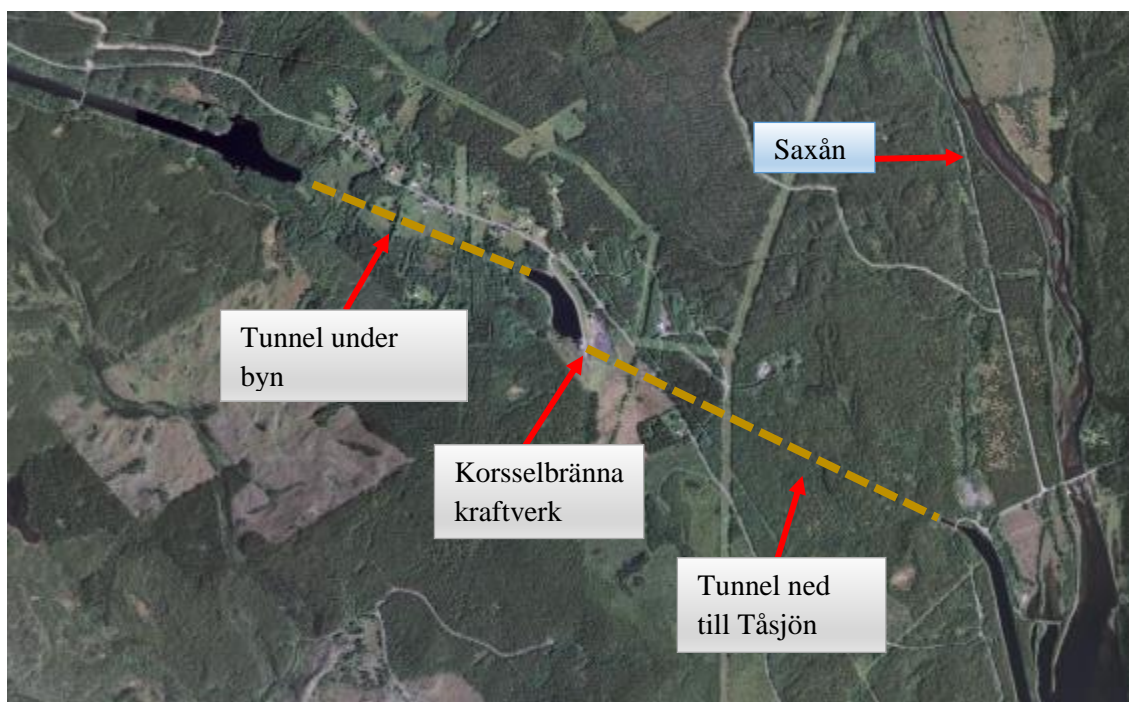 Saxån
Tunnel under
byn
Korsselbränna
kraftverk
Tunnel ned
till Tåsjön